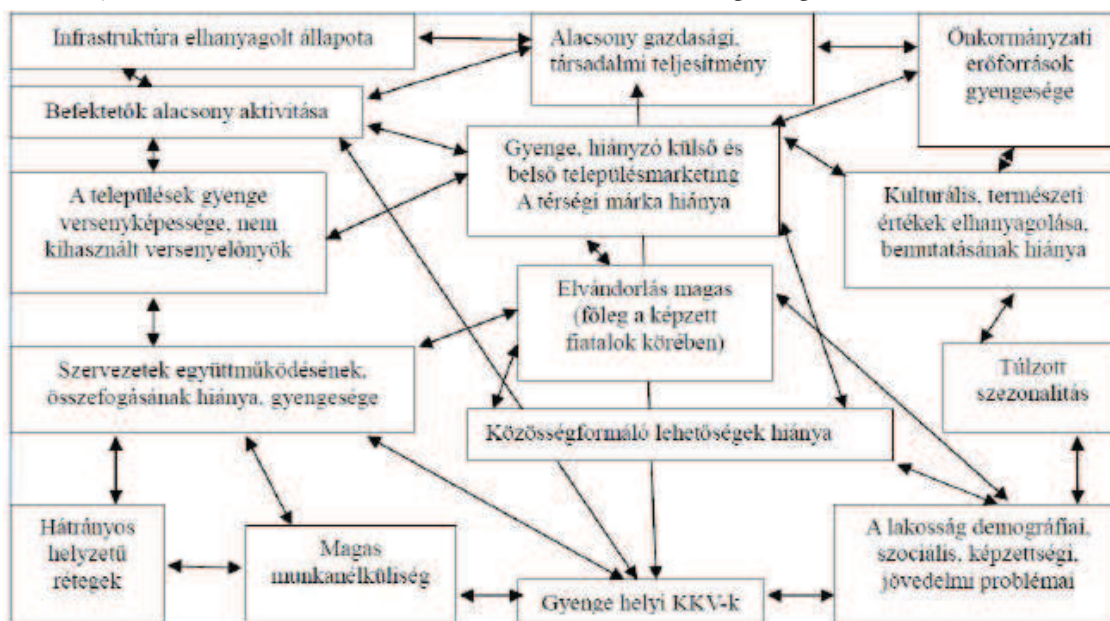 Infrastruktúra elhanyagolt állapota
Alacsony gazdasági,
társadalmi teljesítmény
Önkormányzati
erőforrások
gyengesége
Befektetők alacsony aktivitása
Gyenge, hiányzó külső és
belső településmarketing
A térségi márka hiánya
A települések gyenge
versenyképessége, nem
kihasznált versenyelőnyök
Kulturális, természeti
értékek elhanyagolása,
bemutatásának hiánya
Elvándorlás magas
(főleg a képzett
fiatalok körében)
Szervezetek együttműködésének,
összefogásának hiánya, gyengesége
Túlzott
szezonalitás
Közösségformáló lehetőségek hiánya
Hátrányos
helyzetű
rétegek
Magas
munkanélküliség
Gyenge helyi KKV-k
A lakosság demográfiai,
szociális, képzettségi,
jövedelmi problémái